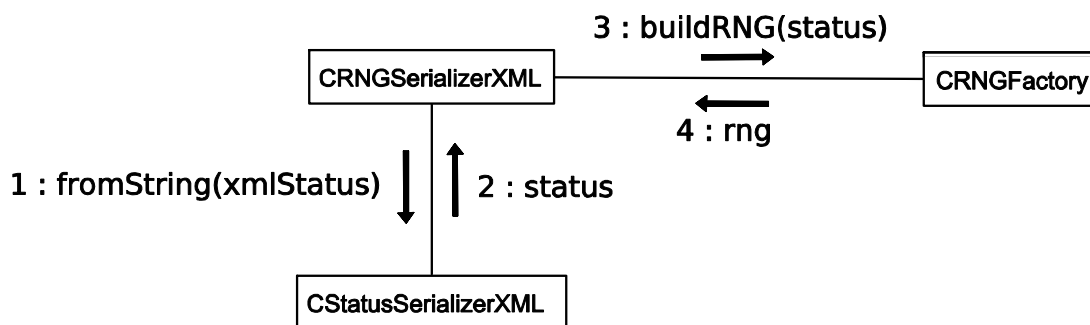 3 : buildRNG(status)
CRNGSerializerXML
CRNGFactory
4 : rng
1 : fromString(xmlStatus)
2 : status
CStatusSerializerXML